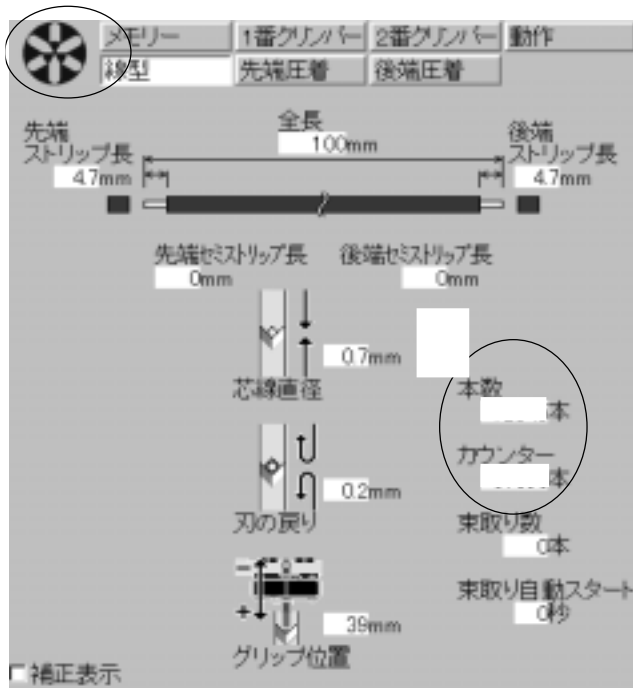 メモリー
1番クリンパー
2番クリンパー
動作
線型
先端圧着
後端圧着
全長
100mm
先端
ストリップ長
4.7mm
後端
ストリップ長
4.7mm
先端セミストリップ長
0mm
後端セミストリップ長
0mm
0.7mm
芯線直径
本数
本
カウンター
本
0.2mm
刃の戻り
束取り数
0本
-
+
39mm
グリップ位置
束取り自動スタート
0秒
補正表示